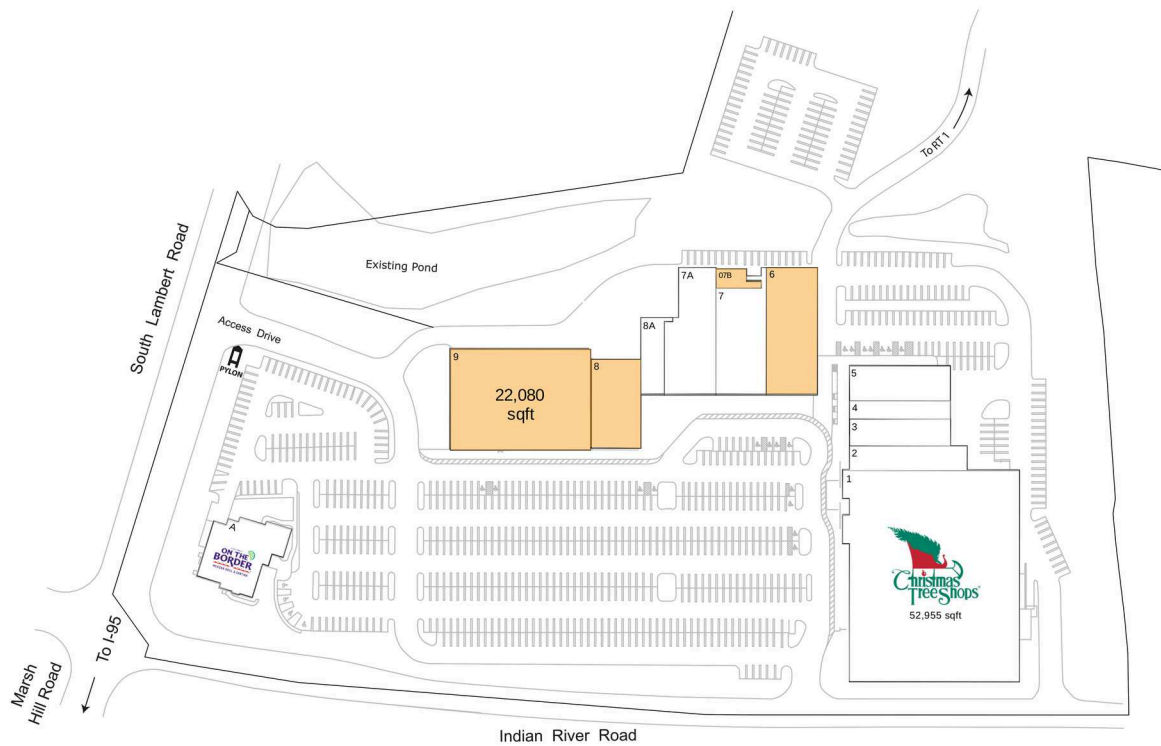 To RT 1
South Lambert Road
Existing Pond
Access Drive
PYLON
7A
07B
7
6
8A
9
22,080
sqft
8
5
4
3
2
1
A
ON THE
BORDER
Christmas
Tree Shops
52,955 sqft
To I-95
Marsh
Hill Road
Indian River Road